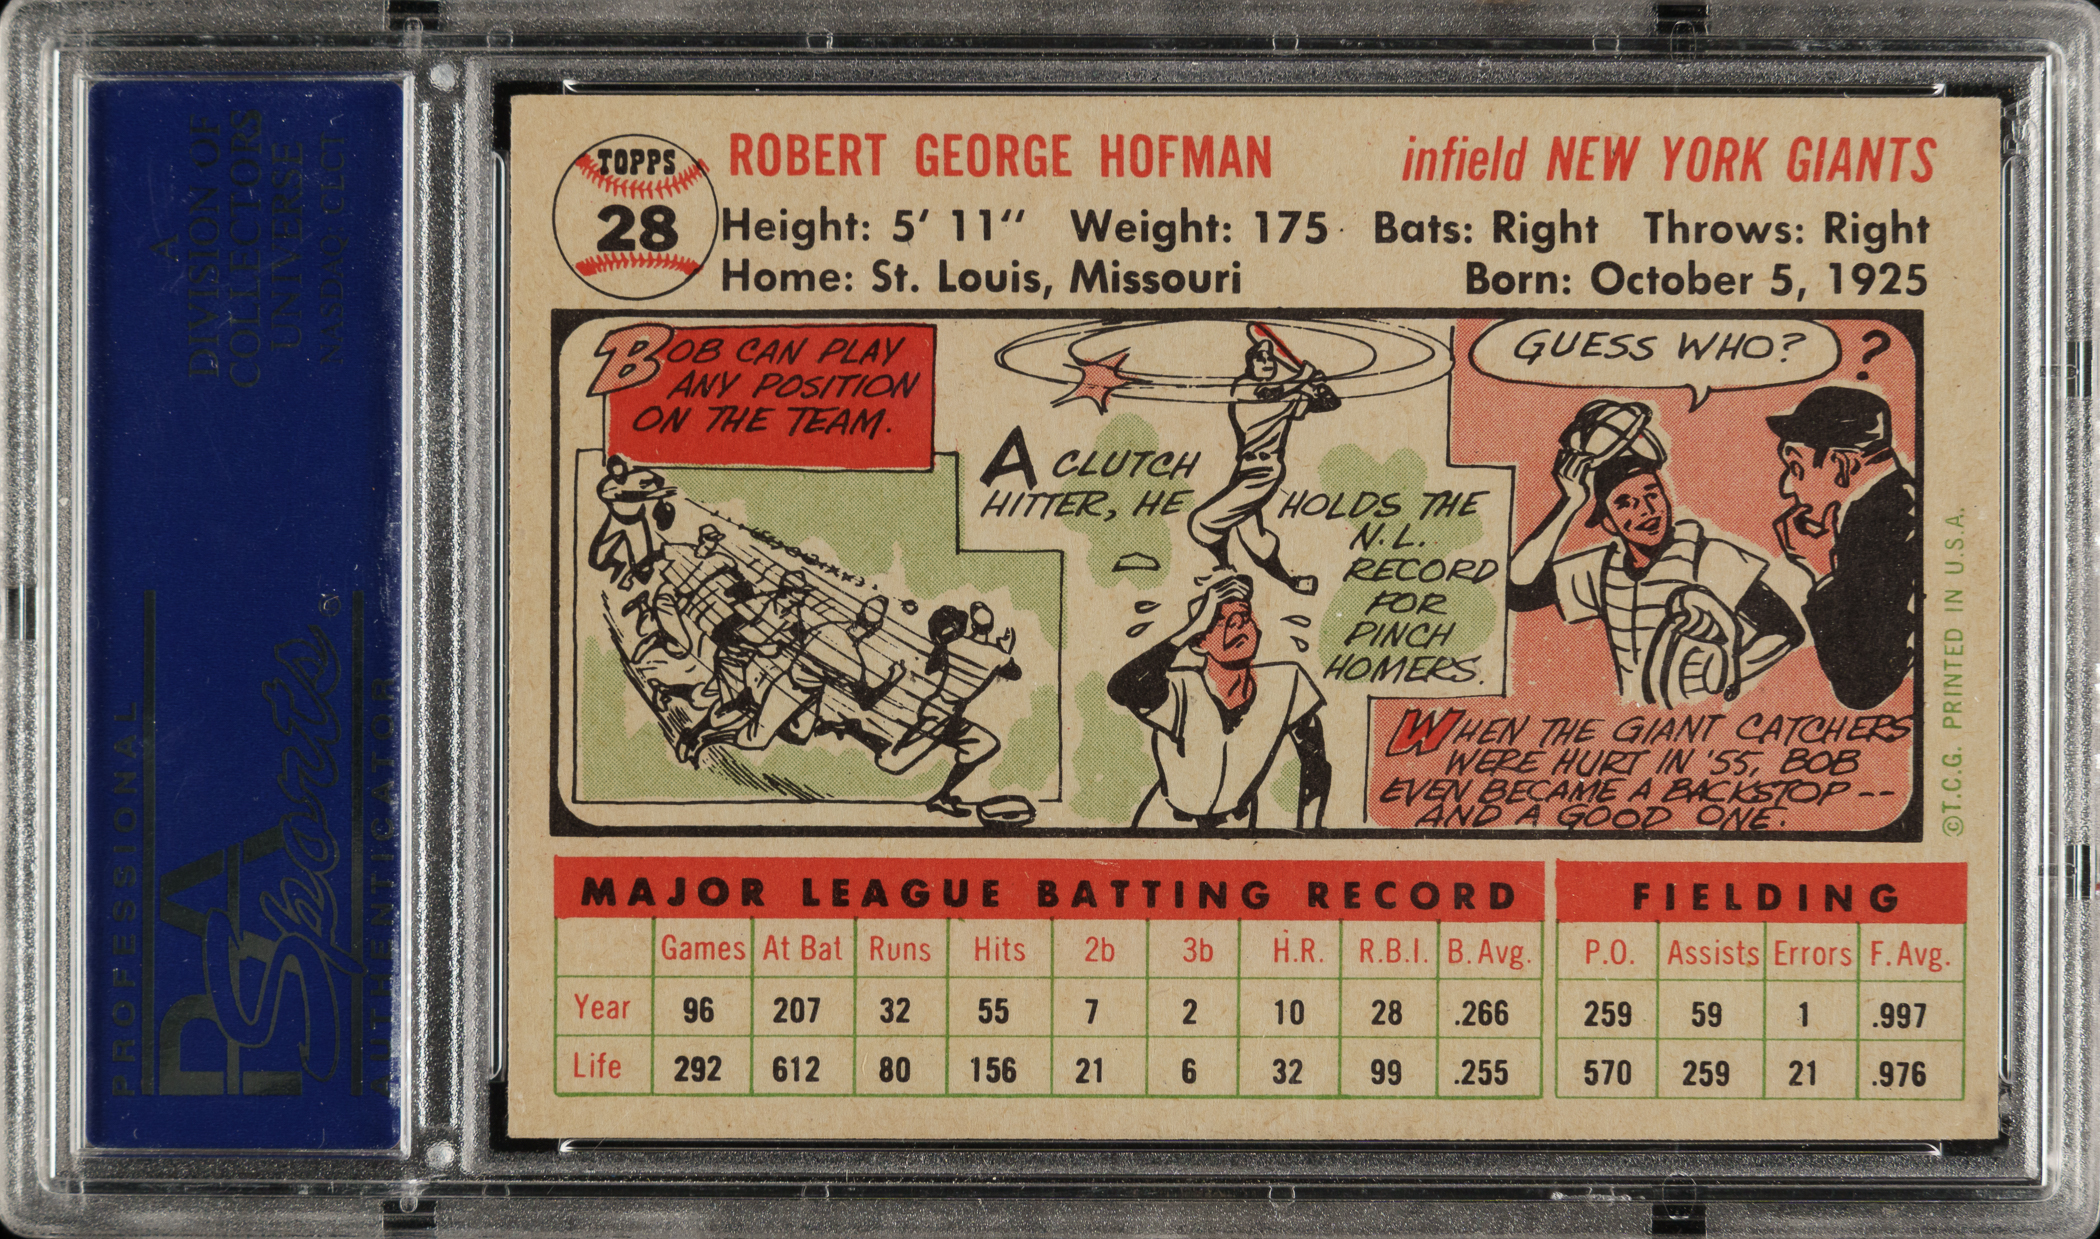 A
DIVISION OF
COLLECTORS
UNIVERSE
NASDAQ CLCT
PROFESSIONAL
PSA
Sports
AUTHENTICATOR
TOPPS
28
ROBERT GEORGE HOFMAN
infield NEW YORK GIANTS
Height: 5' 11" Weight: 175 Bats: Right Throws: Right
Home: St. Louis, Missouri Born: October 5, 1925
BOB CAN PLAY
ANY POSITION
ON THE TEAM.
A CLUTCH
HITTER, HE
HOLDS THE
N.L.
RECORD
FOR
PINCH
HOMERS.
GUESS WHO?
?
WHEN THE GIANT CATCHERS
WERE HURT IN '55, BOB
EVEN BECAME A BACKSTOP--
AND A GOOD ONE.
©T.C.G. PRINTED IN U.S.A.
MAJOR LEAGUE BATTING RECORD
Games At Bat Runs Hits 2b 3b H.R. R.B.I. B. Avg.
Year 96 207 32 55 7 2 10 28 .266
Life 292 612 80 156 21 6 32 99 .255
FIELDING
P.O. Assists Errors F. Avg.
259 59 1 .997
570 259 21 .976